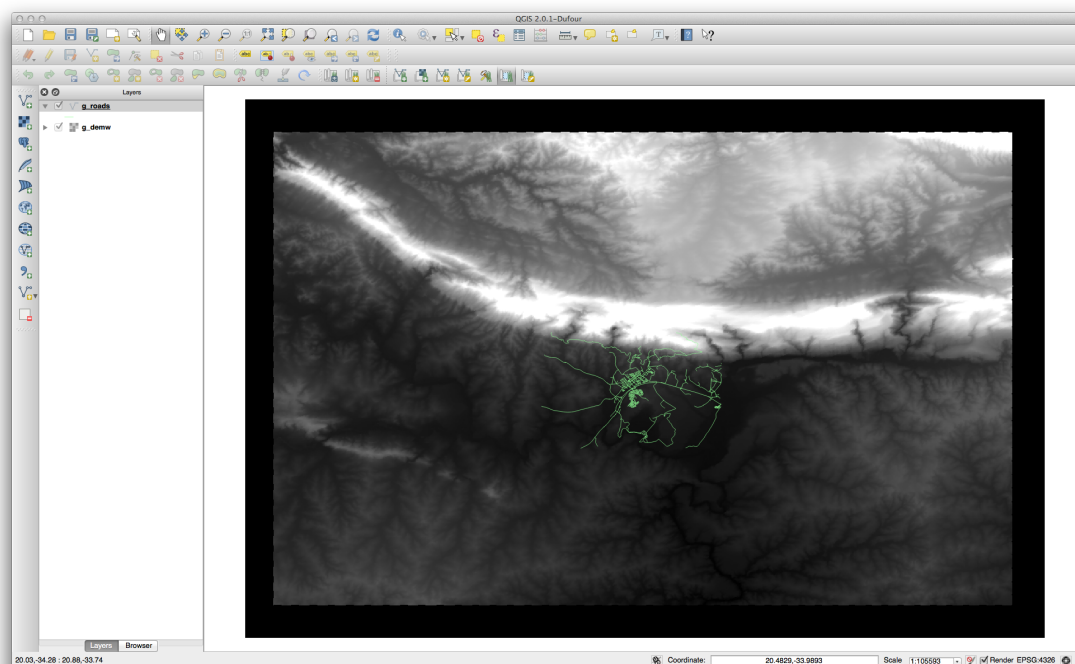 QGIS 2.0.1-Dufour
Layers
g_roads
g_demw
Layers Browser
20.03,-34.28 : 20.88,-33.74 Coordinate: 20.4829,-33.9893 Scale 1:105593 Render EPSG:4326